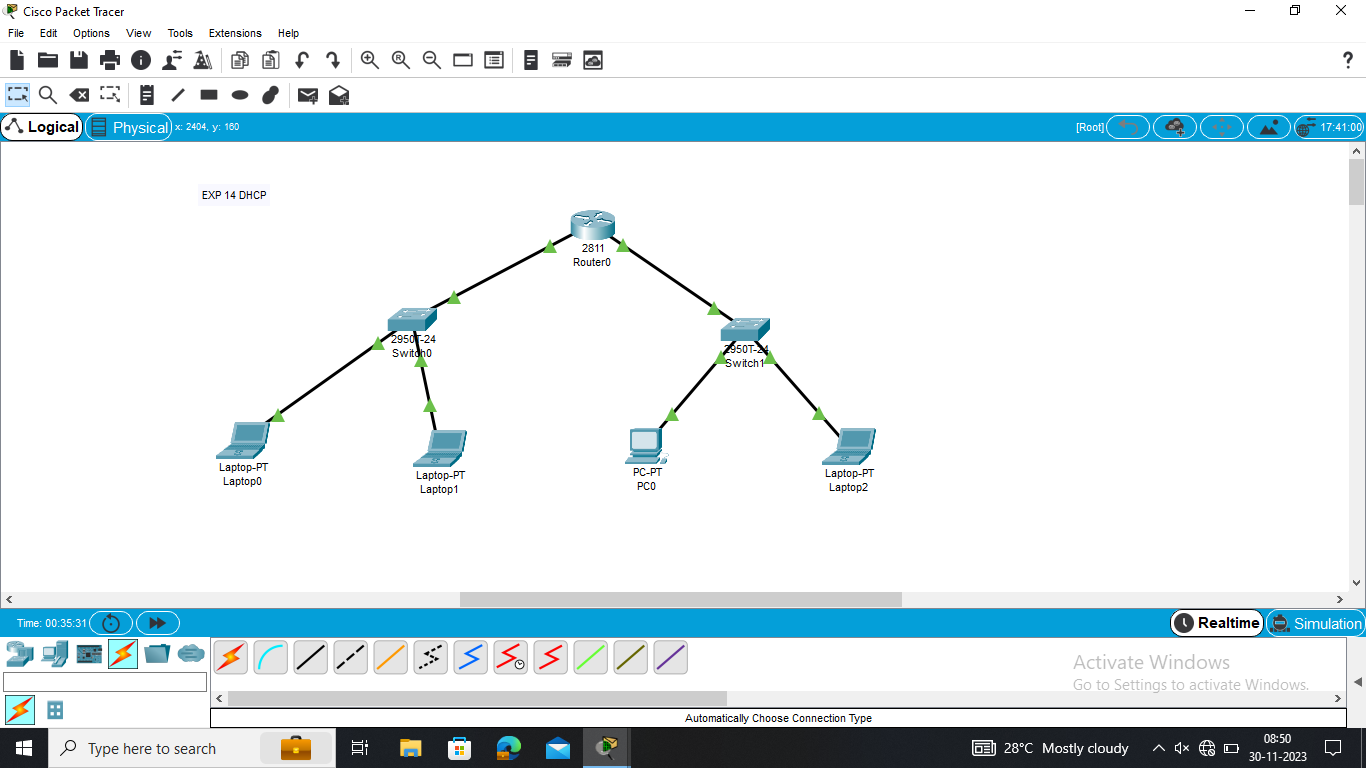 Cisco Packet Tracer
File Edit Options View Tools Extensions Help
Logical Physical x: 2404, y: 160 [Root] 17:41:00
EXP 14 DHCP
2811
Router0
2950T-24
Switch0
2950T-24
Switch1
Laptop-PT
Laptop0
Laptop-PT
Laptop1
PC-PT
PC0
Laptop-PT
Laptop2
Time: 00:35:31 Realtime Simulation
Activate Windows
Go to Settings to activate Windows.
Automatically Choose Connection Type
Type here to search 28°C Mostly cloudy 08:50
30-11-2023